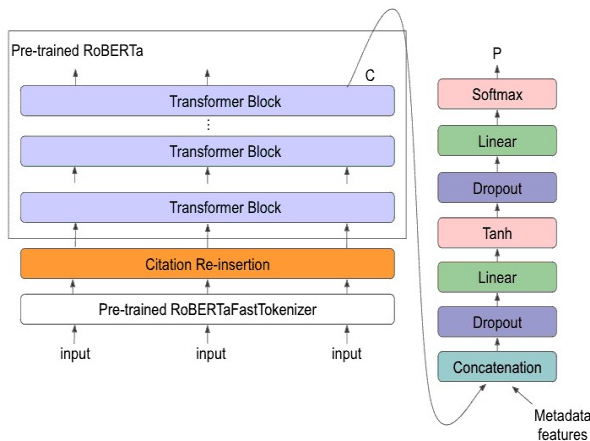 Pre-trained RoBERTa
C
Transformer Block
⋮
Transformer Block
Transformer Block
Citation Re-insertion
Pre-trained RoBERTaFastTokenizer
input input input
P
Softmax
Linear
Dropout
Tanh
Linear
Dropout
Concatenation
Metadata
features